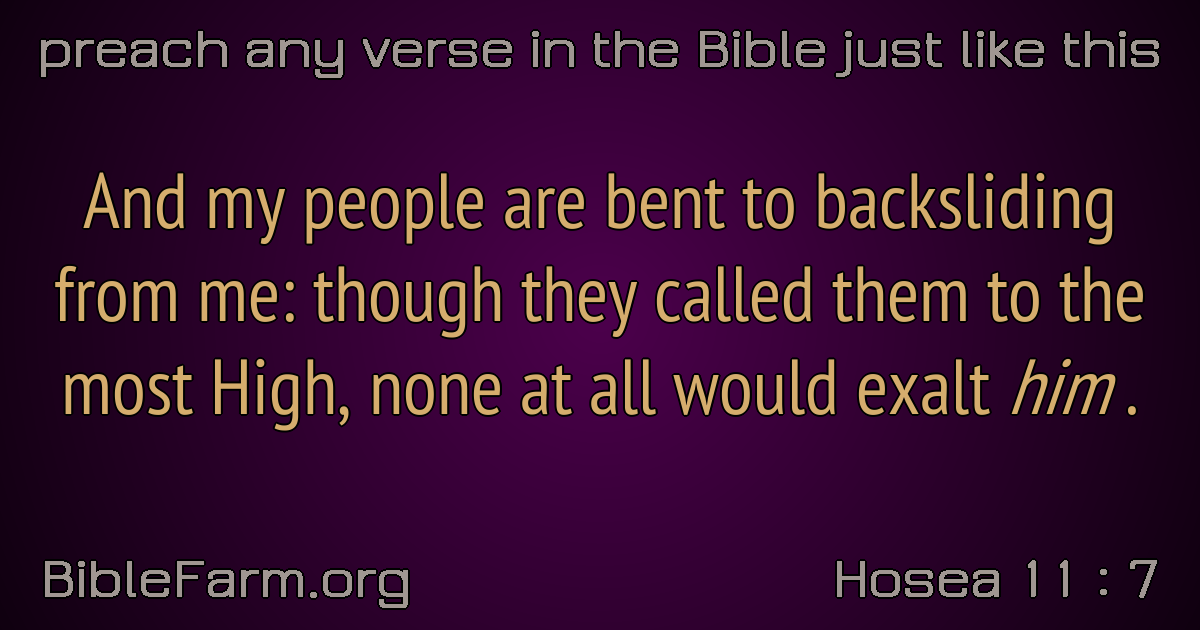 preach any verse in the Bible just like this
And my people are bent to backsliding
from me: though they called them to the
most High, none at all would exalt him .
BibleFarm.org
Hosea 11 : 7